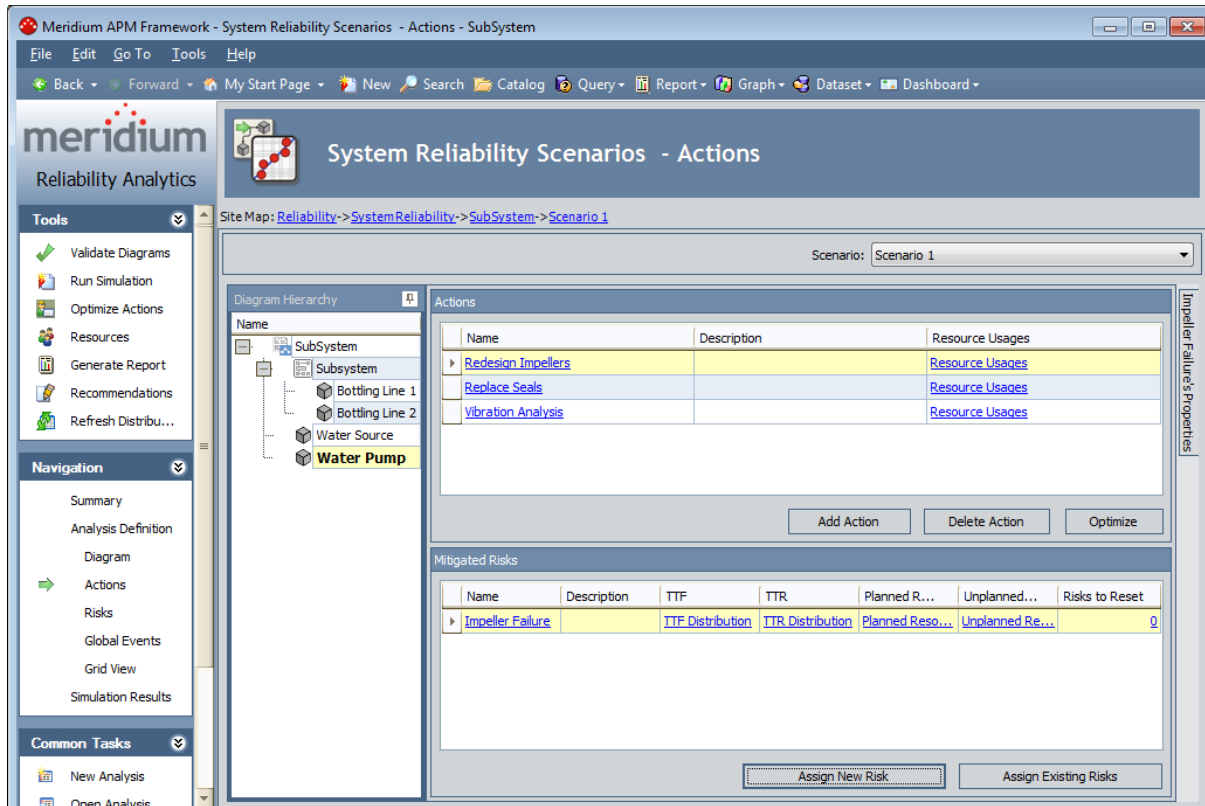 Meridium APM Framework - System Reliability Scenarios - Actions - SubSystem
File Edit Go To Tools Help
Back Forward My Start Page New Search Catalog Query Report Graph Dataset Dashboard
meridium
Reliability Analytics
System Reliability Scenarios - Actions
Site Map: Reliability->SystemReliability->SubSystem->Scenario 1
Scenario: Scenario 1
Tools
Validate Diagrams
Run Simulation
Optimize Actions
Resources
Generate Report
Recommendations
Refresh Distribu...
Navigation
Summary
Analysis Definition
Diagram
Actions
Risks
Global Events
Grid View
Simulation Results
Common Tasks
New Analysis
Open Analysis
Diagram Hierarchy
Name
SubSystem
Subsystem
Bottling Line 1
Bottling Line 2
Water Source
Water Pump
Actions
Name Description Resource Usages
Redesign Impellers Resource Usages
Replace Seals Resource Usages
Vibration Analysis Resource Usages
Add Action Delete Action Optimize
Mitigated Risks
Name Description TTF TTR Planned R... Unplanned... Risks to Reset
Impeller Failure TTF Distribution TTR Distribution Planned Reso... Unplanned Re... 0
Assign New Risk Assign Existing Risks
Impeller Failure's Properties